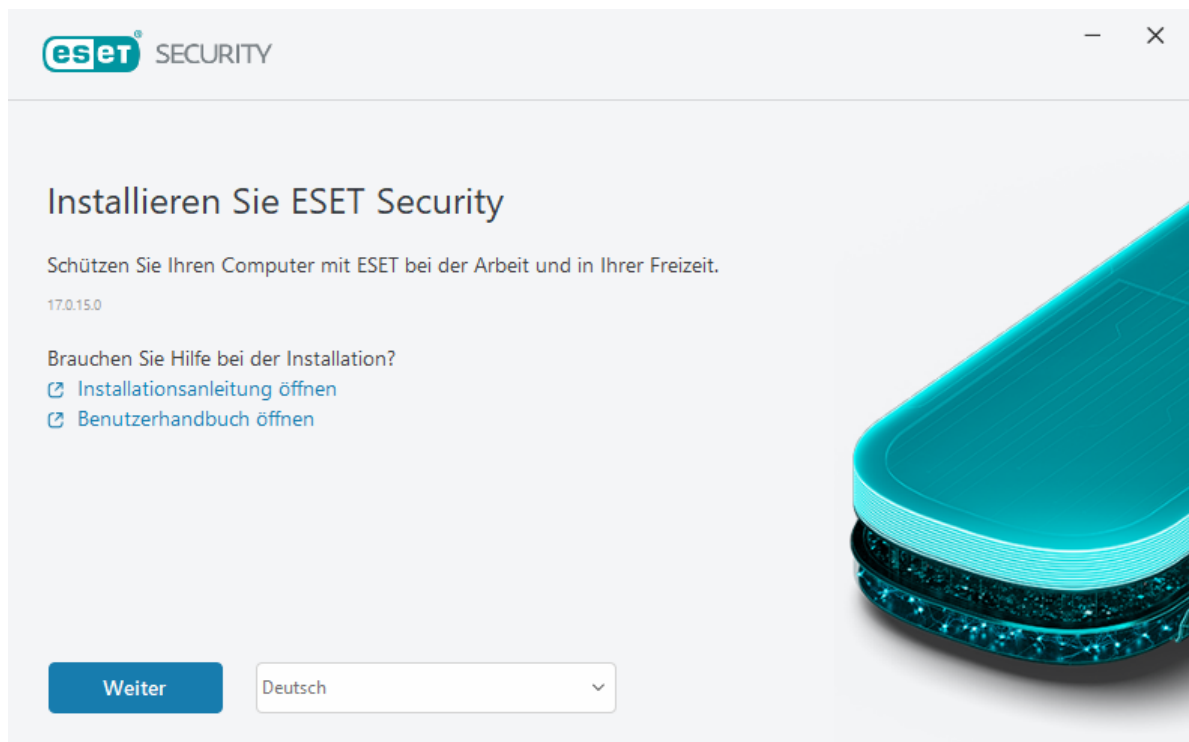 eset® SECURITY
Installieren Sie ESET Security
Schützen Sie Ihren Computer mit ESET bei der Arbeit und in Ihrer Freizeit.
17.0.15.0
Brauchen Sie Hilfe bei der Installation?
Installationsanleitung öffnen
Benutzerhandbuch öffnen
Weiter
Deutsch